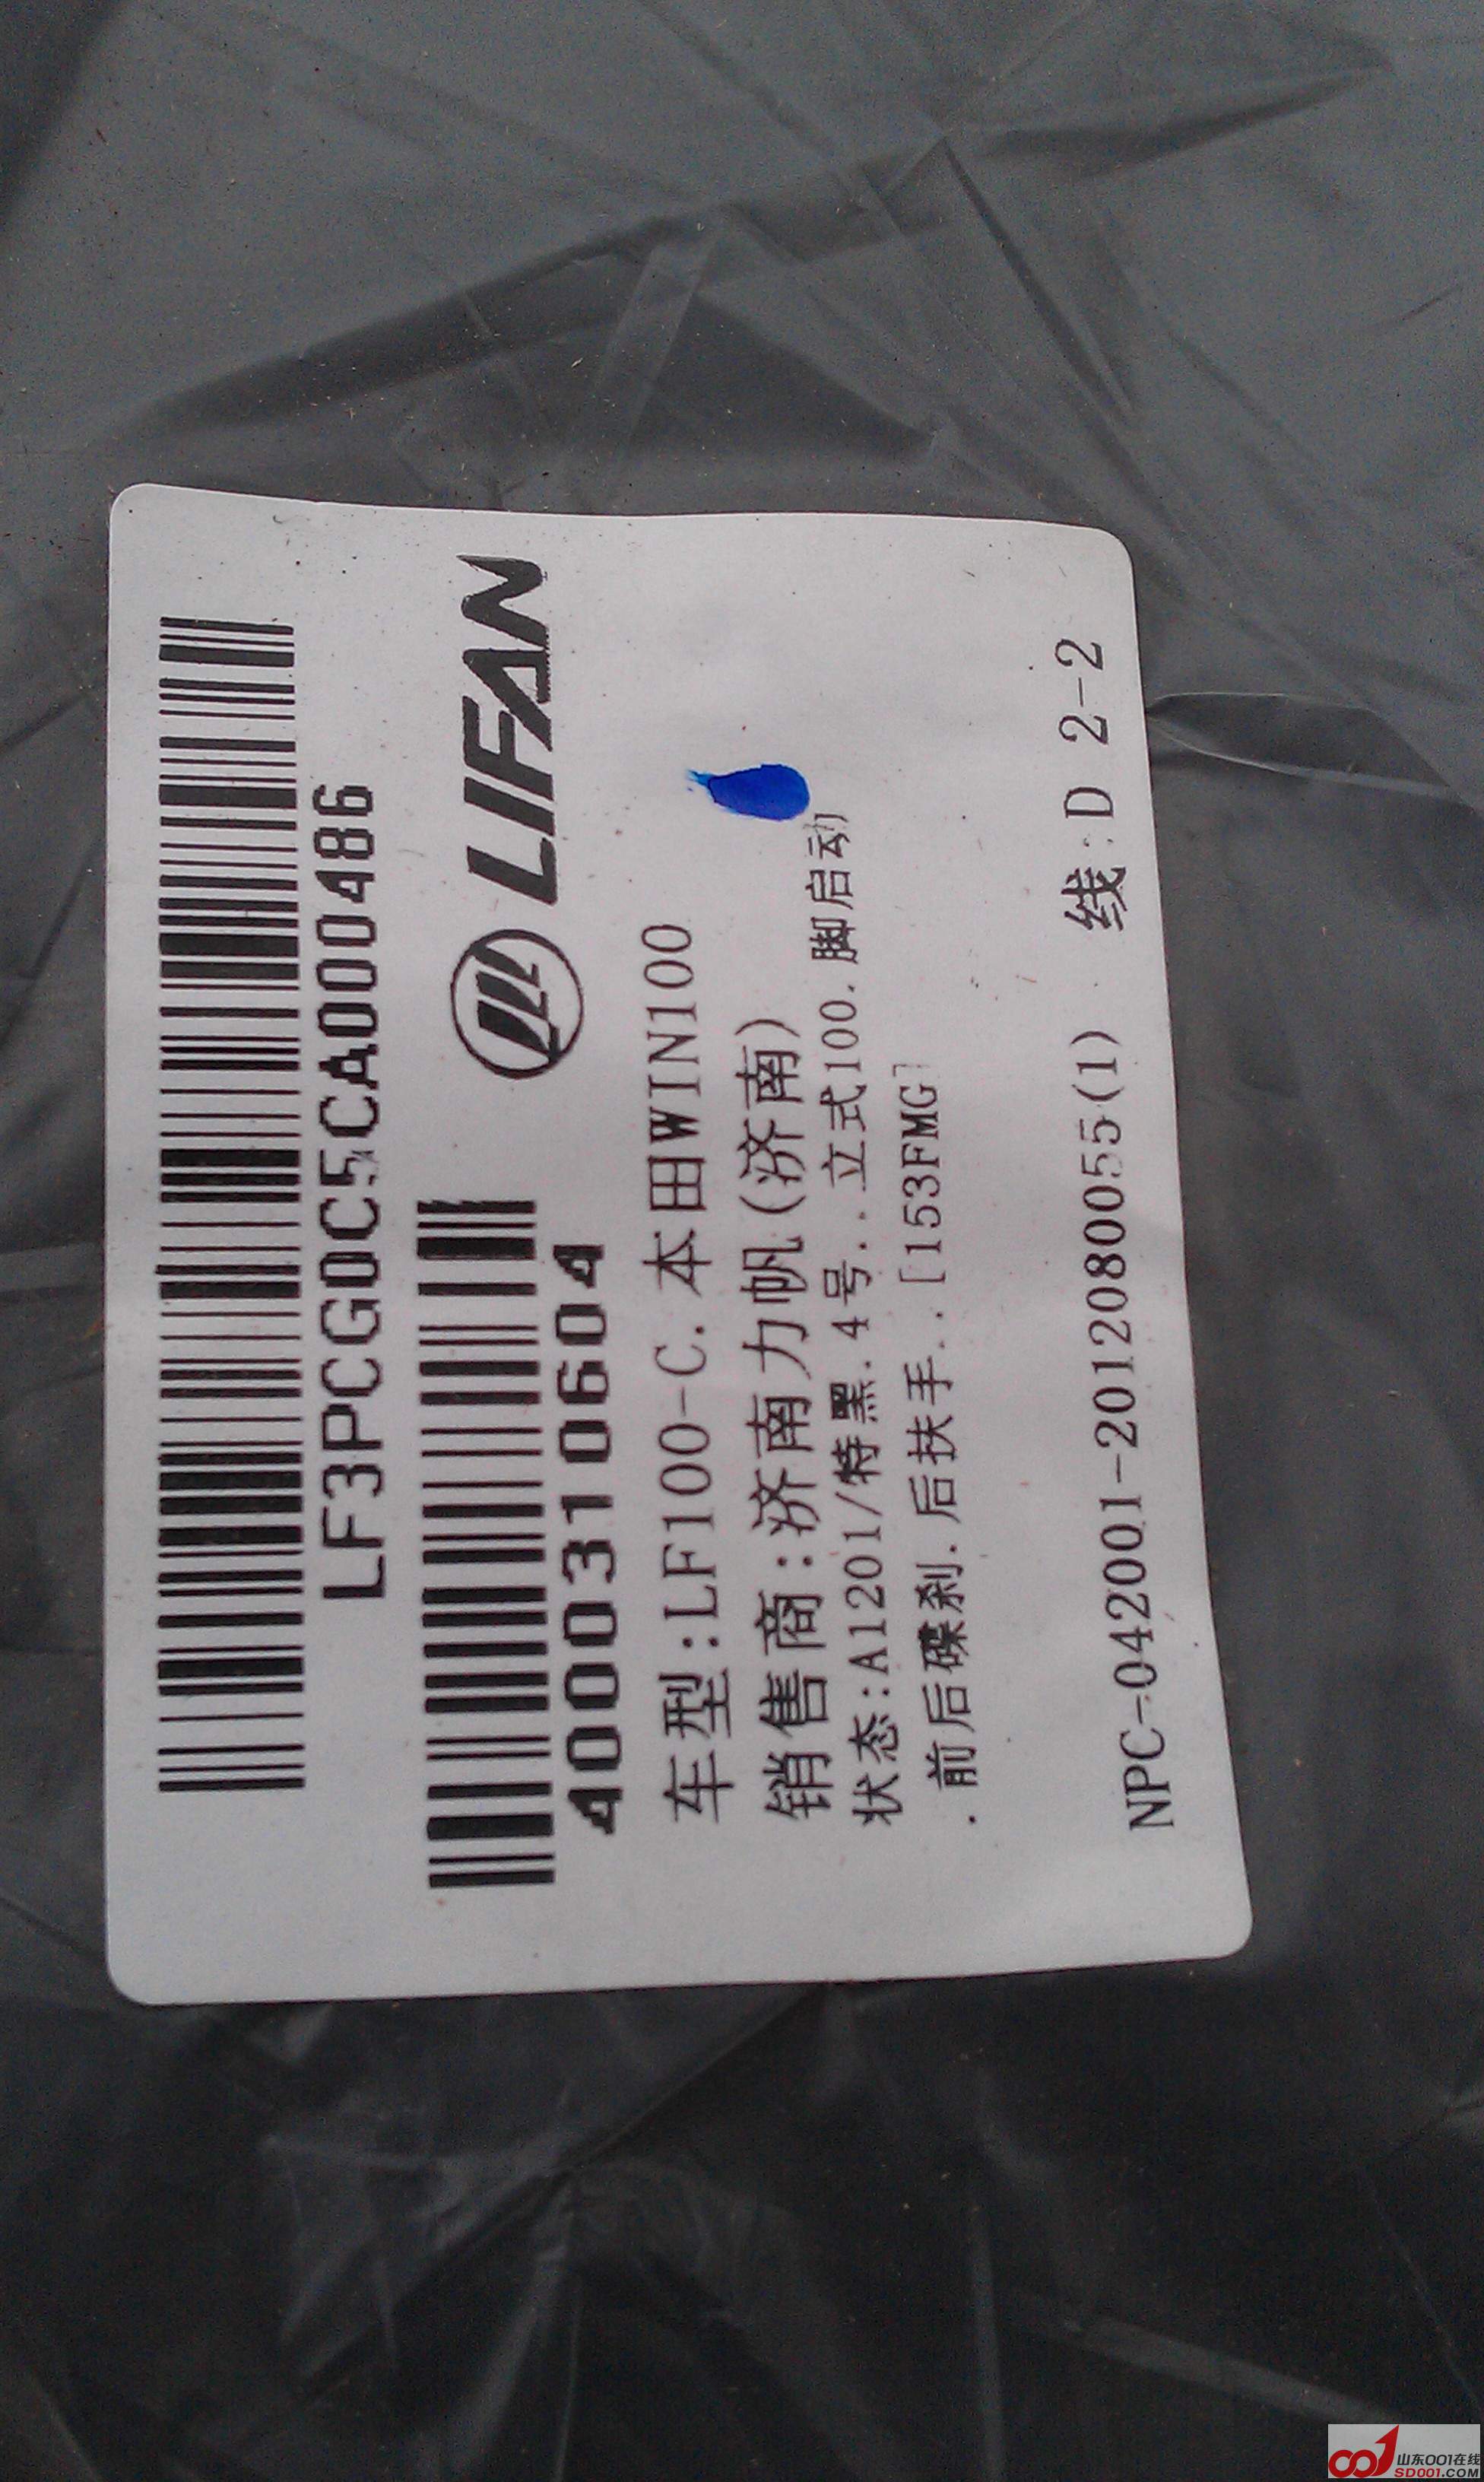 LF3PCG0C5CA000486
LIFAN
400310604
车型:LF100-C.本田WIN100
销售商:济南力帆(济南)
状态:A1201/特黑.4号..立式100.脚启动
.前后碟刹.后扶手..[153FMG]
NPC-042001-2012080055(1) 线:D 2-2
山东001在线
SD001.COM